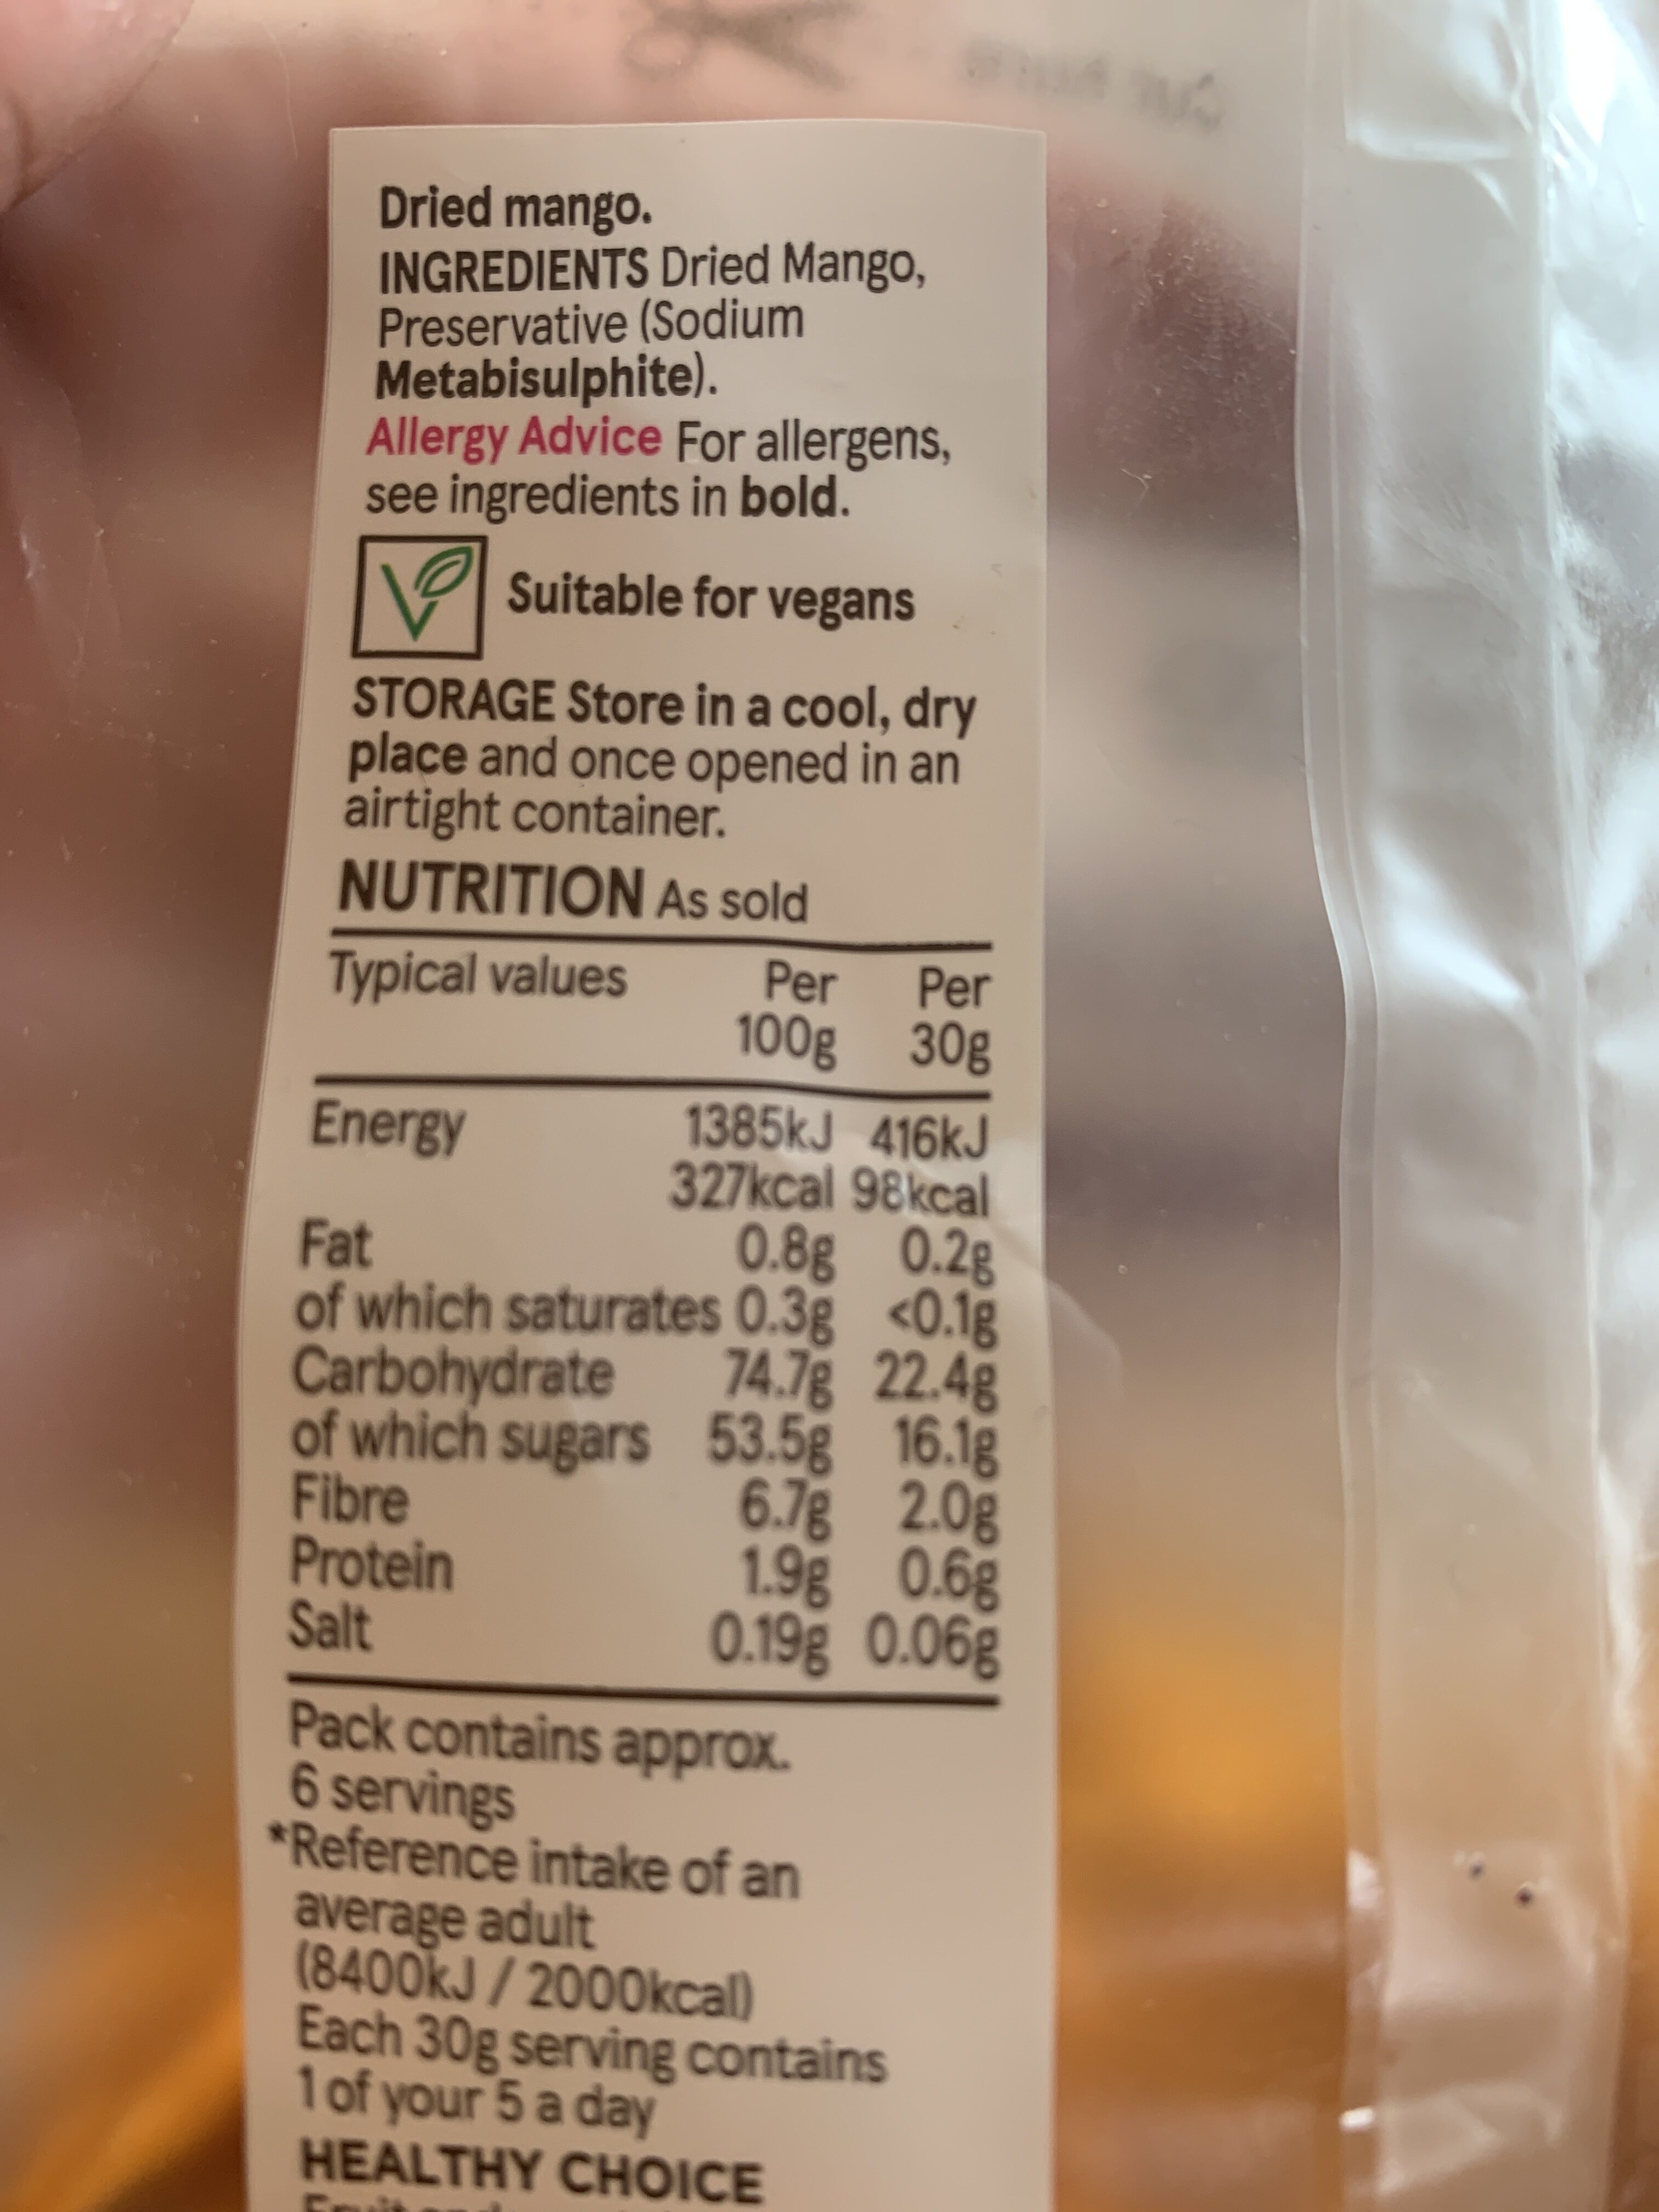 Dried mango.
INGREDIENTS Dried Mango,
Preservative (Sodium
Metabisulphite).
Allergy Advice For allergens,
see ingredients in bold.
Suitable for vegans
STORAGE Store in a cool, dry
place and once opened in an
airtight container.
NUTRITION As sold
Typical values Per Per
100g 30g
Energy 1385kJ 416kJ
327kcal 98kcal
Fat 0.8g 0.2g
of which saturates 0.3g <0.1g
Carbohydrate 74.7g 22.4g
of which sugars 53.5g 16.1g
Fibre 6.7g 2.0g
Protein 1.9g 0.6g
Salt 0.19g 0.06g
Pack contains approx.
6 servings
*Reference intake of an
average adult
(8400kJ / 2000kcal)
Each 30g serving contains
1 of your 5 a day
HEALTHY CHOICE